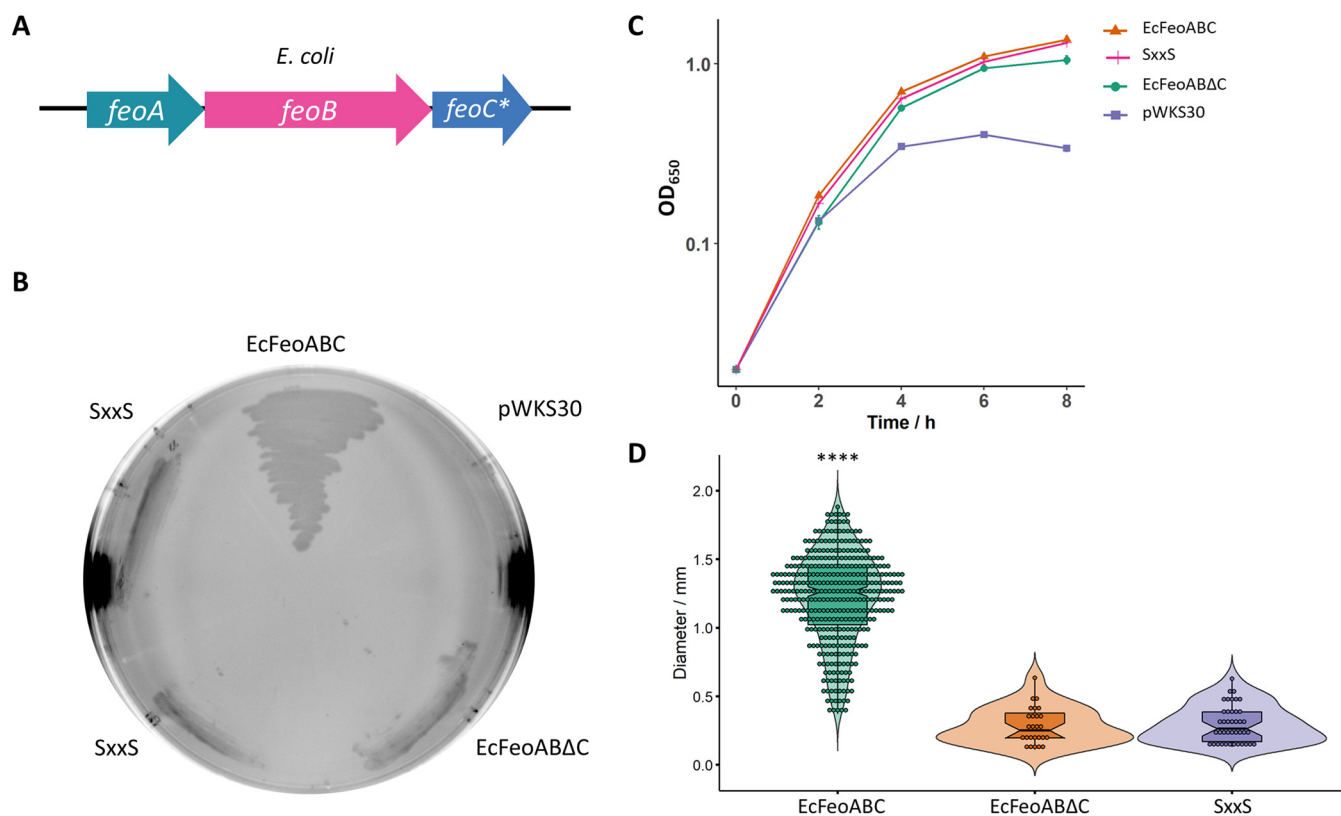 A
E. coli
feoA
feoB
feoC*
B
EcFeoABC
SxxS
pWKS30
SxxS
EcFeoABΔC
C
EcFeoABC
SxxS
EcFeoABΔC
pWKS30
OD650
1.0
0.1
0 2 4 6 8
Time / h
D
****
Diameter / mm
2.0
1.5
1.0
0.5
0.0
EcFeoABC EcFeoABΔC SxxS